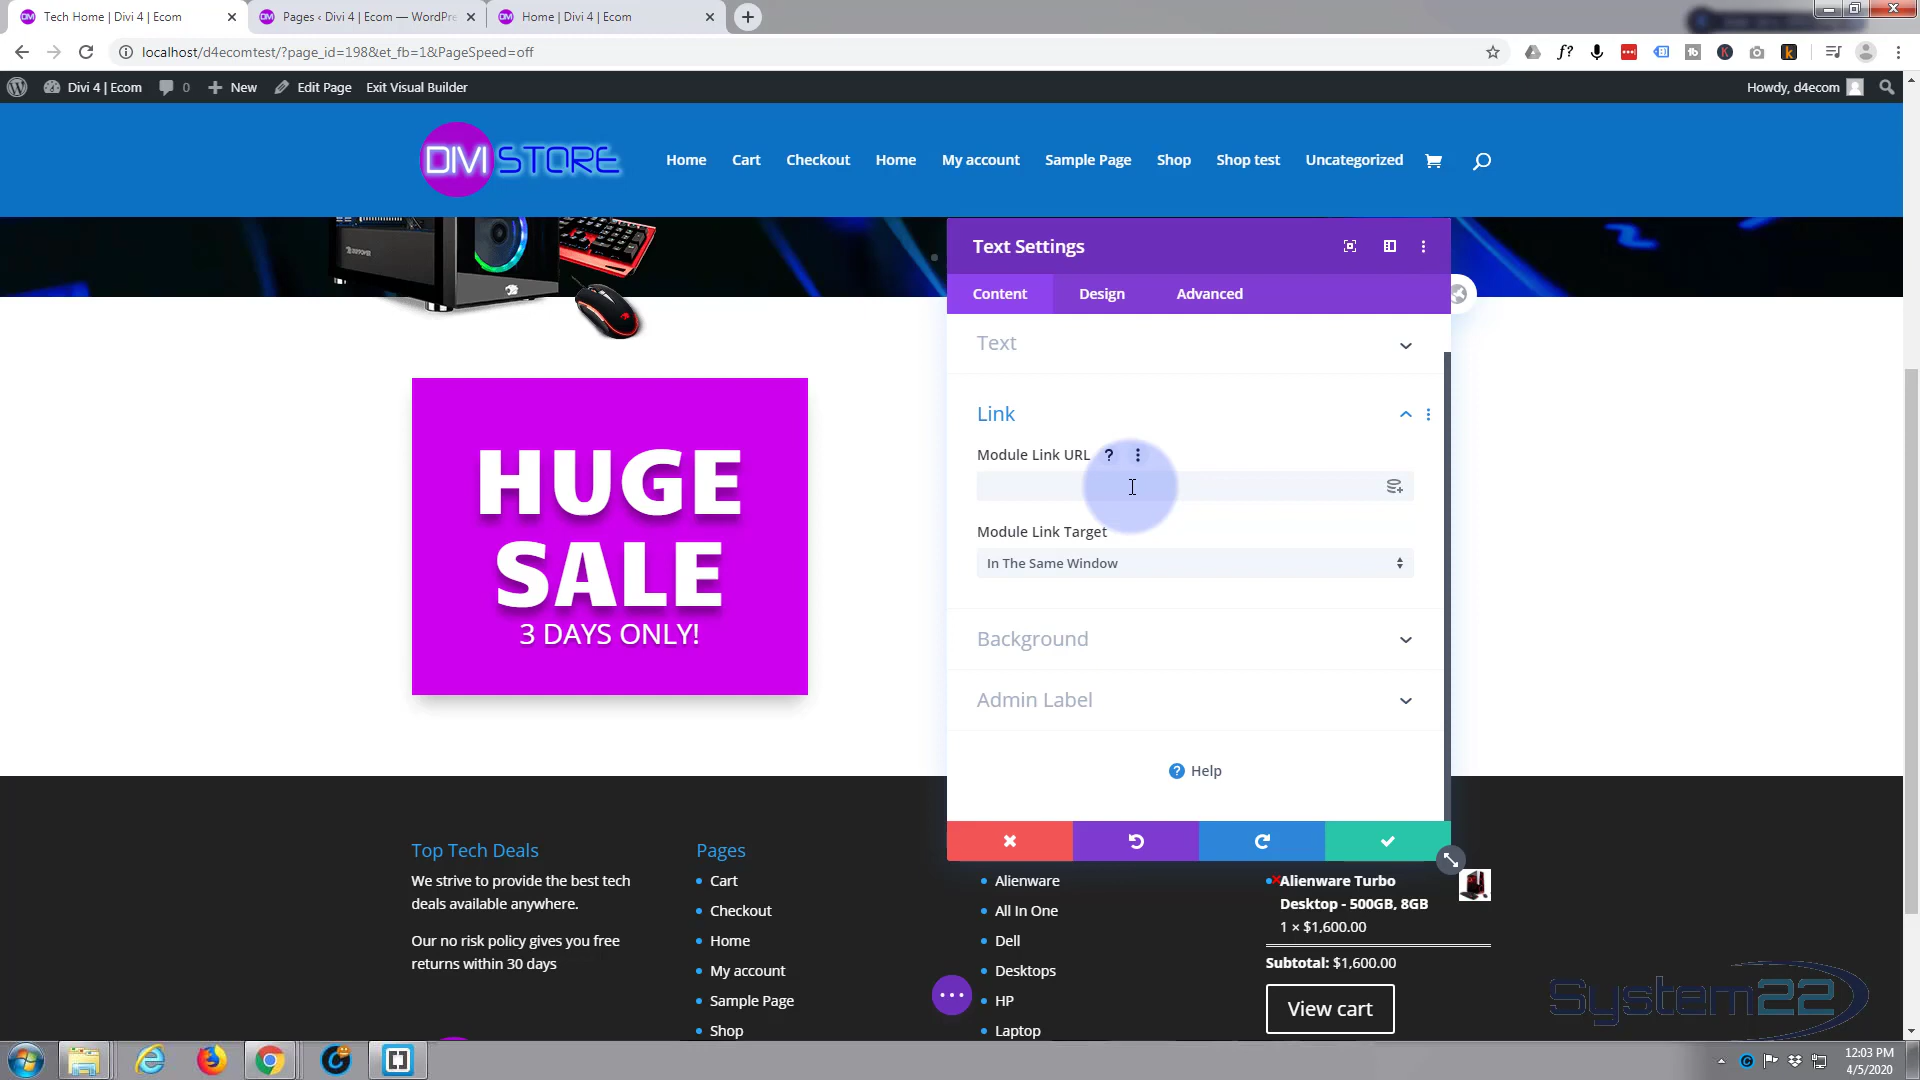 Tech Home | Divi 4 | Ecom
Pages ‹ Divi 4 | Ecom — WordPre
Home | Divi 4 | Ecom
localhost/d4ecomtest/?page_id=198&et_fb=1&PageSpeed=off
Divi 4 | Ecom
0
New
Edit Page
Exit Visual Builder
Howdy, d4ecom
DIVI STORE
Home
Cart
Checkout
Home
My account
Sample Page
Shop
Shop test
Uncategorized
Text Settings
Content
Design
Advanced
Text
Link
Module Link URL
Module Link Target
In The Same Window
Background
Admin Label
Help
HUGE
SALE
3 DAYS ONLY!
Top Tech Deals
We strive to provide the best tech
deals available anywhere.
Our no risk policy gives you free
returns within 30 days
Pages
Cart
Checkout
Home
My account
Sample Page
Shop
Alienware
All In One
Dell
Desktops
HP
Laptop
Alienware Turbo
Desktop - 500GB, 8GB
1 × $1,600.00
Subtotal: $1,600.00
View cart
System22
12:03 PM
4/5/2020